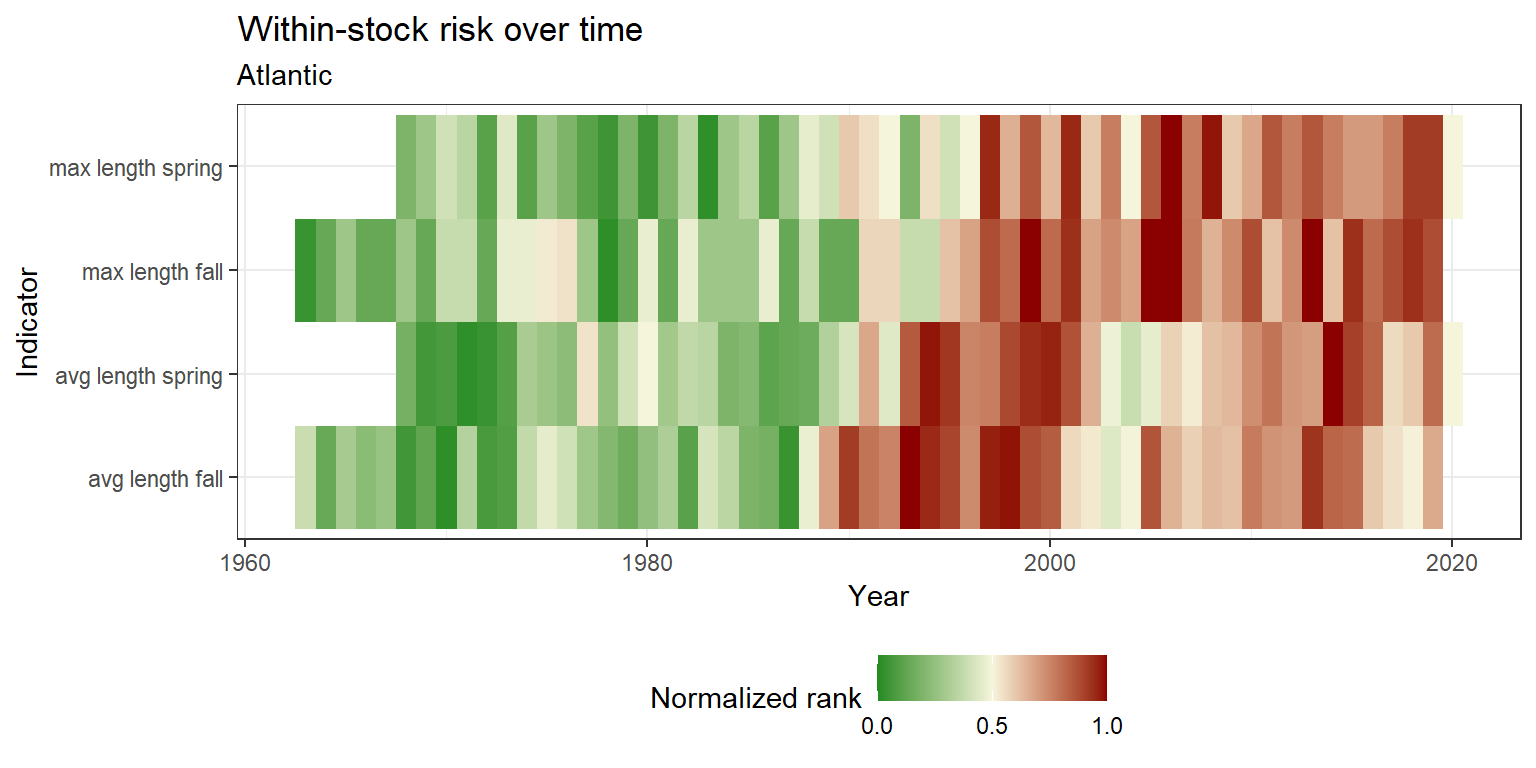 Within-stock risk over time
Atlantic
Indicator
max length spring
max length fall
avg length spring
avg length fall
1960 1980 2000 2020
Year
Normalized rank
0.0 0.5 1.0